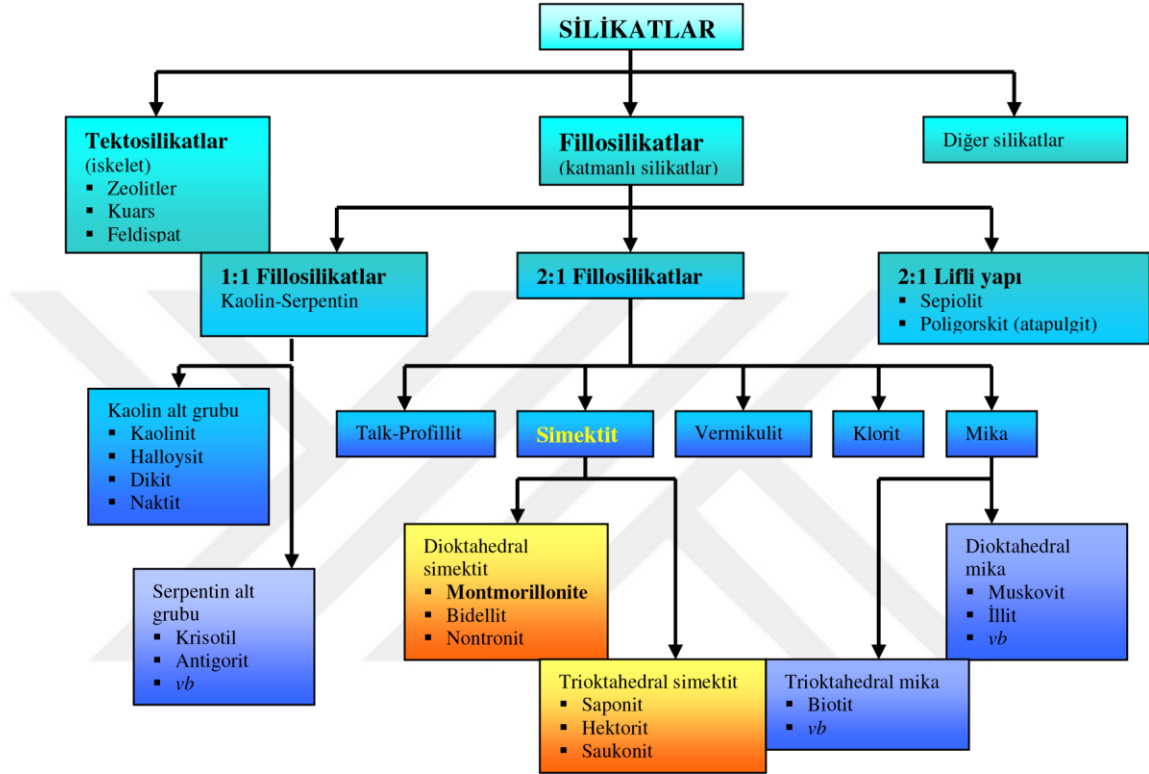 SİLİKATLAR
Tektosilikatlar
(iskelet)
▪ Zeolitler
▪ Kuars
▪ Feldispat
Fillosilikatlar
(katmanlı silikatlar)
Diğer silikatlar
1:1 Fillosilikatlar
Kaolin-Serpentin
2:1 Fillosilikatlar
2:1 Lifli yapı
▪ Sepiolit
▪ Poligorskit (atapulgit)
Kaolin alt grubu
▪ Kaolinit
▪ Halloysit
▪ Dikit
▪ Naktit
Talk-Profillit
Simektit
Vermikulit
Klorit
Mika
Serpentin alt
grubu
▪ Krisotil
▪ Antigorit
▪ vb
Dioktahedral
simektit
▪ Montmorillonite
▪ Bidellit
▪ Nontronit
Dioktahedral
mika
▪ Muskovit
▪ İllit
▪ vb
Trioktahedral simektit
▪ Saponit
▪ Hektorit
▪ Saukonit
Trioktahedral mika
▪ Biotit
▪ vb